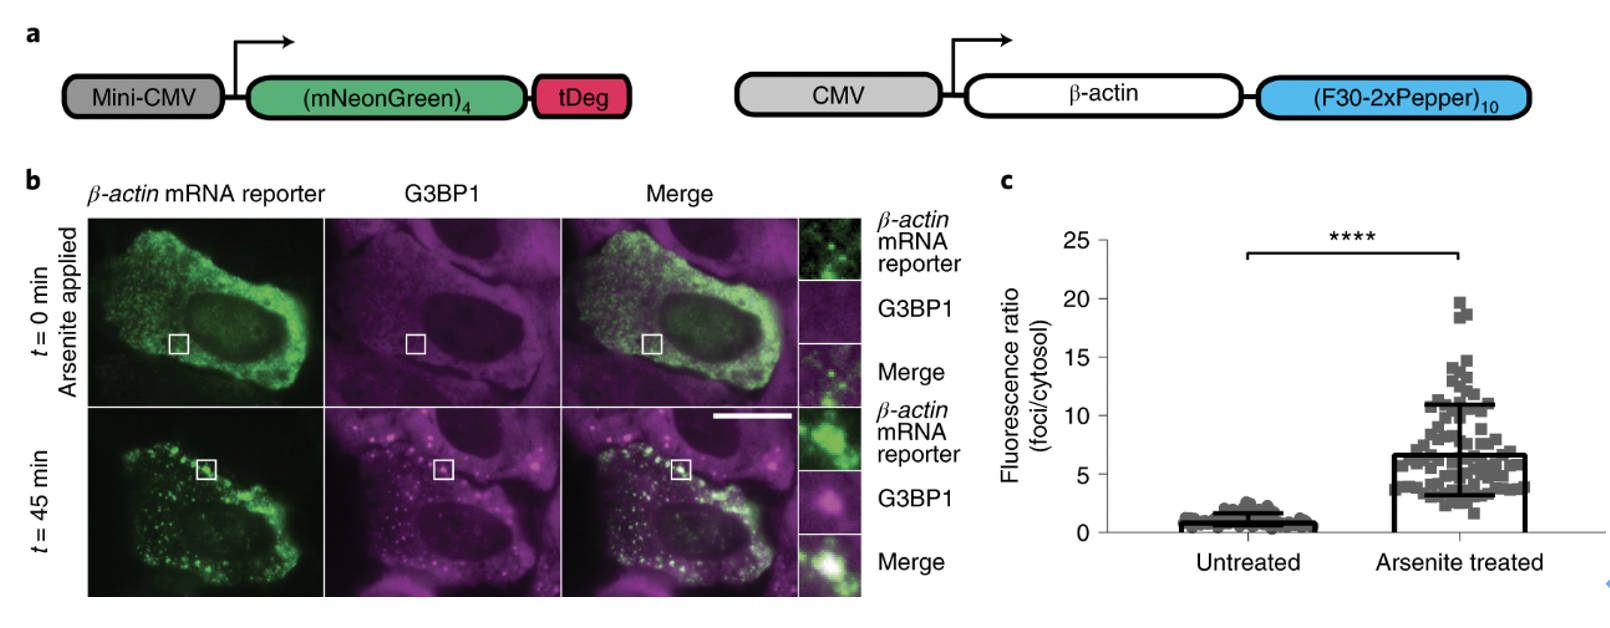 a
Mini-CMV
(mNeonGreen)4
tDeg
CMV
β-actin
(F30-2xPepper)10
b
β-actin mRNA reporter
G3BP1
Merge
t = 0 min
Arsenite applied
β-actin
mRNA
reporter
G3BP1
Merge
t = 45 min
β-actin
mRNA
reporter
G3BP1
Merge
c
Fluorescence ratio
(foci/cytosol)
25
20
15
10
5
0
****
Untreated
Arsenite treated